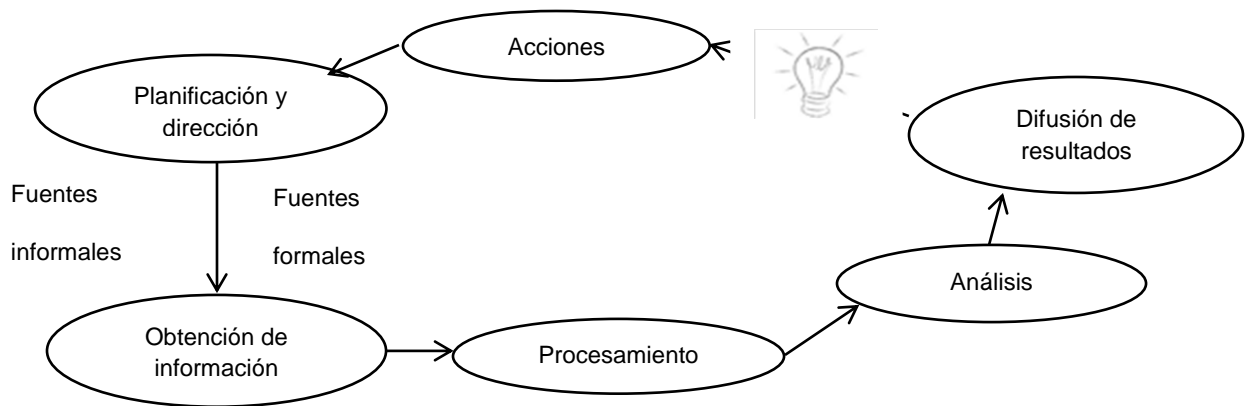 Acciones
Planificación y
dirección
Difusión de
resultados
Fuentes
informales
Fuentes
formales
Análisis
Obtención de
información
Procesamiento